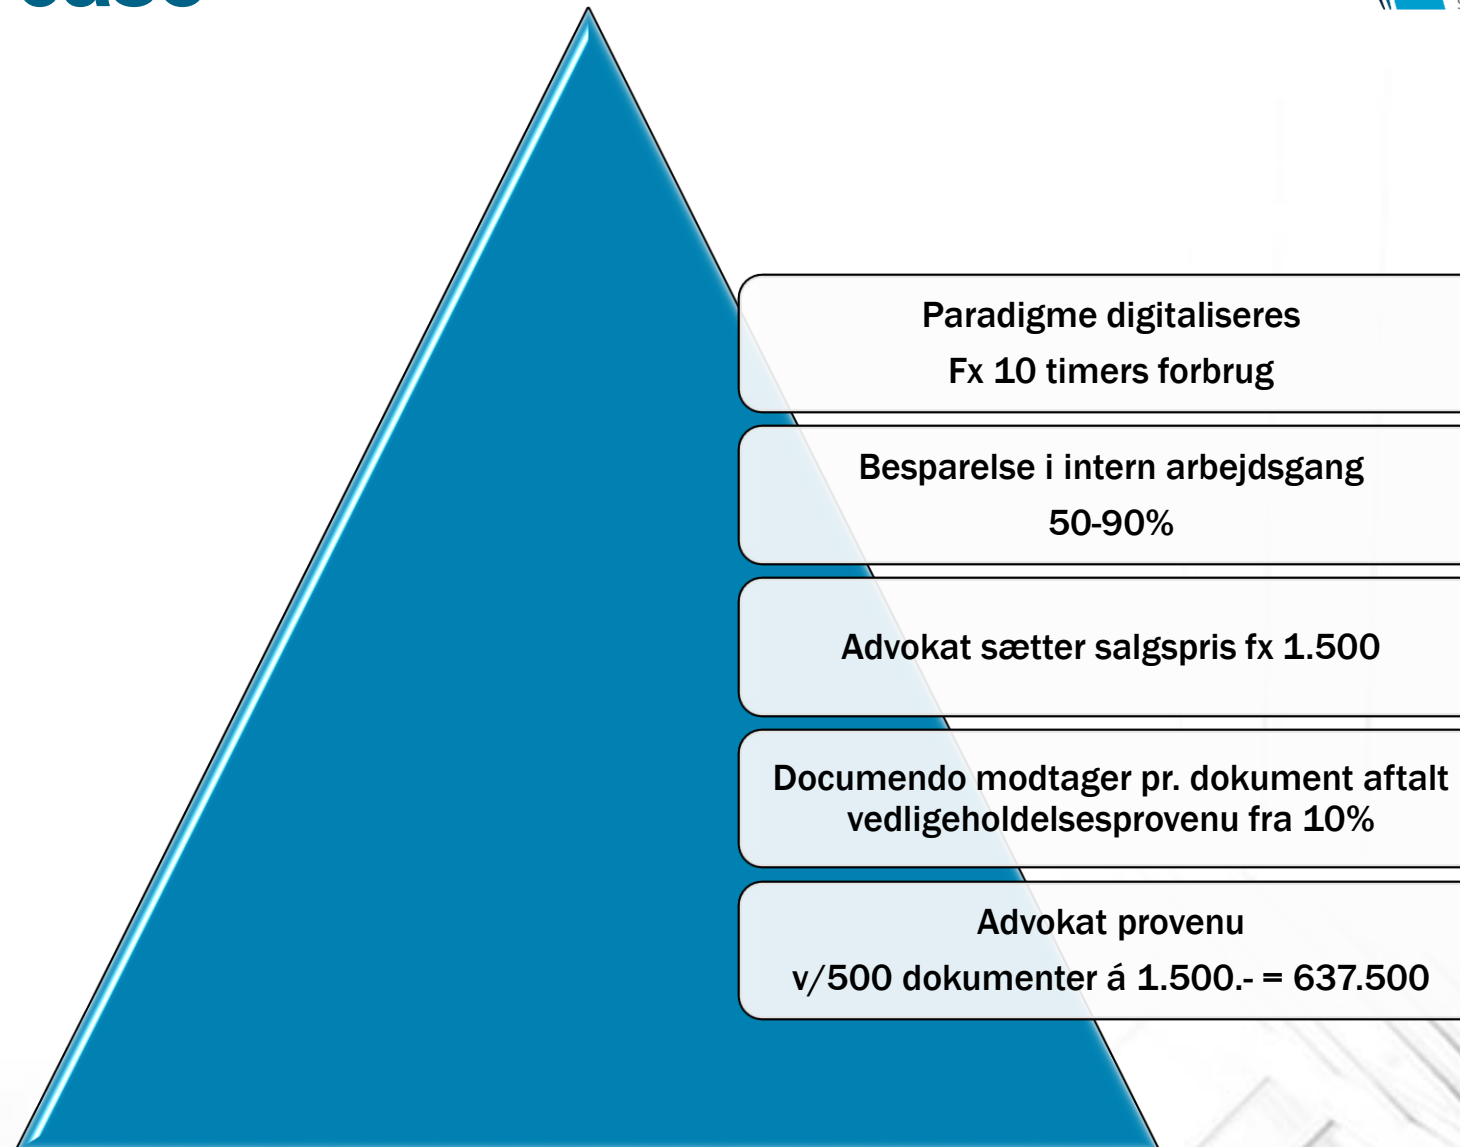 case
Paradigme digitaliseres
Fx 10 timers forbrug
Besparelse i intern arbejdsgang
50-90%
Advokat sætter salgspris fx 1.500
Documendo modtager pr. dokument aftalt
vedligeholdelsesprovenu fra 10%
Advokat provenu
v/500 dokumenter á 1.500.- = 637.500